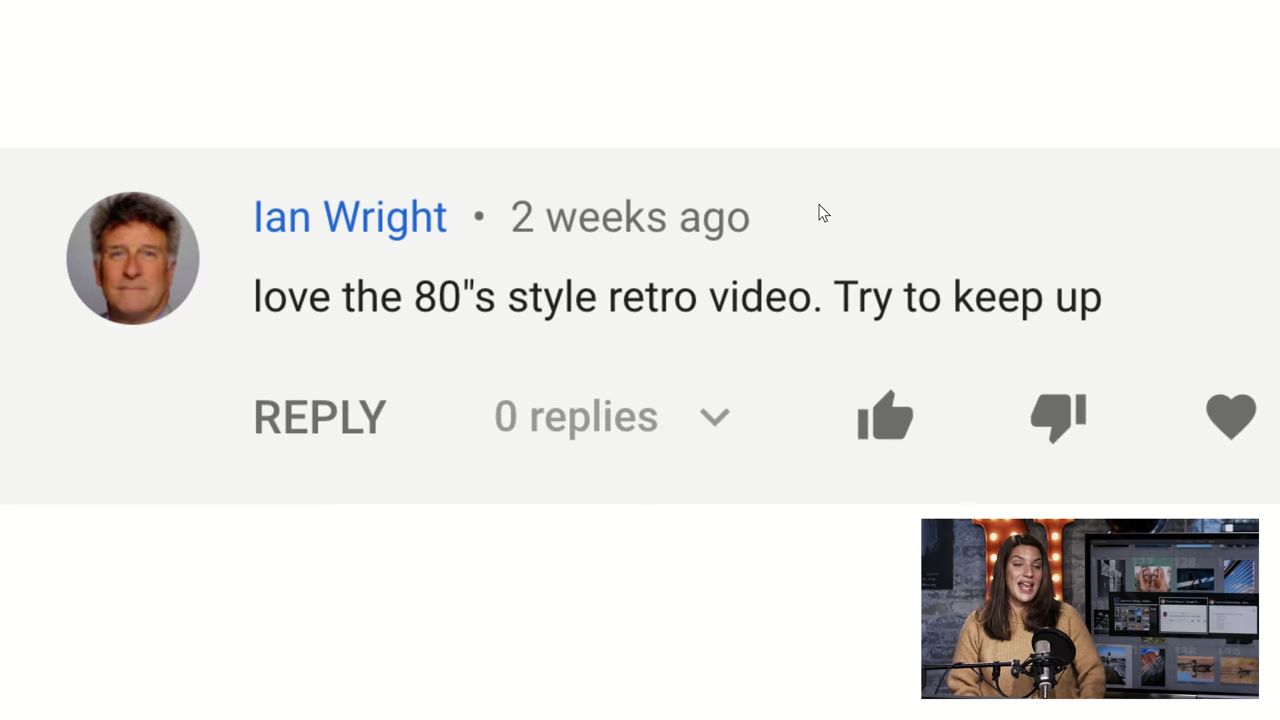 Ian Wright • 2 weeks ago
love the 80"s style retro video. Try to keep up
REPLY
0 replies